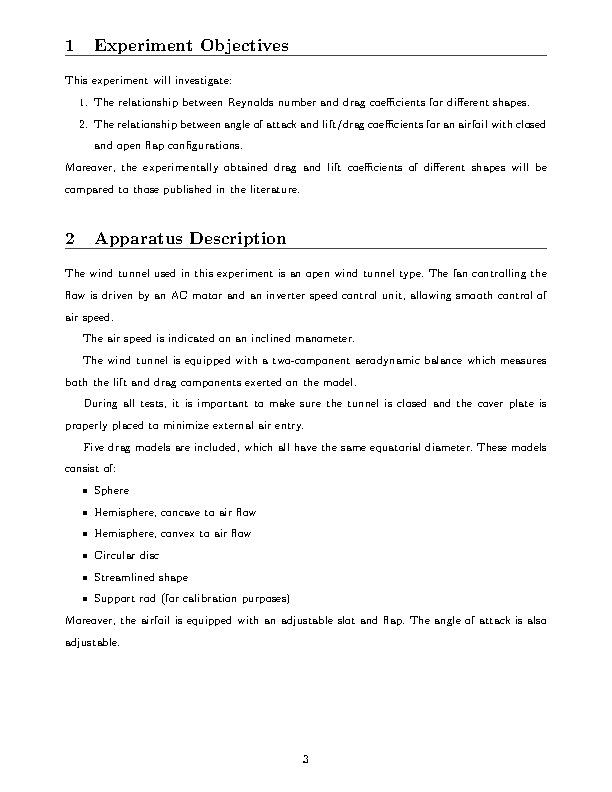 1 Experiment Objectives
This experiment will investigate:
1. The relationship between Reynolds number and drag coefficients for different shapes.
2. The relationship between angle of attack and lift/drag coefficients for an airfoil with closed
and open flap configurations.
Moreover, the experimentally obtained drag and lift coefficients of different shapes will be
compared to those published in the literature.
2 Apparatus Description
The wind tunnel used in this experiment is an open wind tunnel type. The fan controlling the
flow is driven by an AC motor and an inverter speed control unit, allowing smooth control of
air speed.
The air speed is indicated on an inclined manometer.
The wind tunnel is equipped with a two-component aerodynamic balance which measures
both the lift and drag components exerted on the model.
During all tests, it is important to make sure the tunnel is closed and the cover plate is
properly placed to minimize external air entry.
Five drag models are included, which all have the same equatorial diameter. These models
consist of:
▪ Sphere
▪ Hemisphere, concave to air flow
▪ Hemisphere, convex to air flow
▪ Circular disc
▪ Streamlined shape
▪ Support rod (for calibration purposes)
Moreover, the airfoil is equipped with an adjustable slot and flap. The angle of attack is also
adjustable.
3